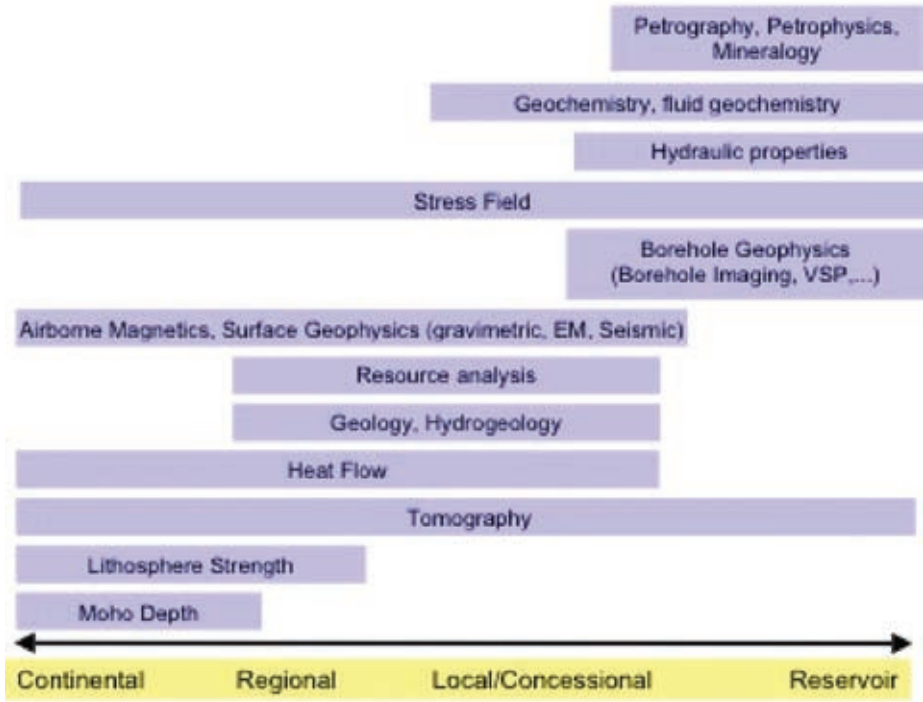 Petrography, Petrophysics,
Mineralogy
Geochemistry, fluid geochemistry
Hydraulic properties
Stress Field
Borehole Geophysics
(Borehole Imaging, VSP,...)
Airborne Magnetics, Surface Geophysics (gravimetric, EM, Seismic)
Resource analysis
Geology, Hydrogeology
Heat Flow
Tomography
Lithosphere Strength
Moho Depth
Continental Regional Local/Concessional Reservoir